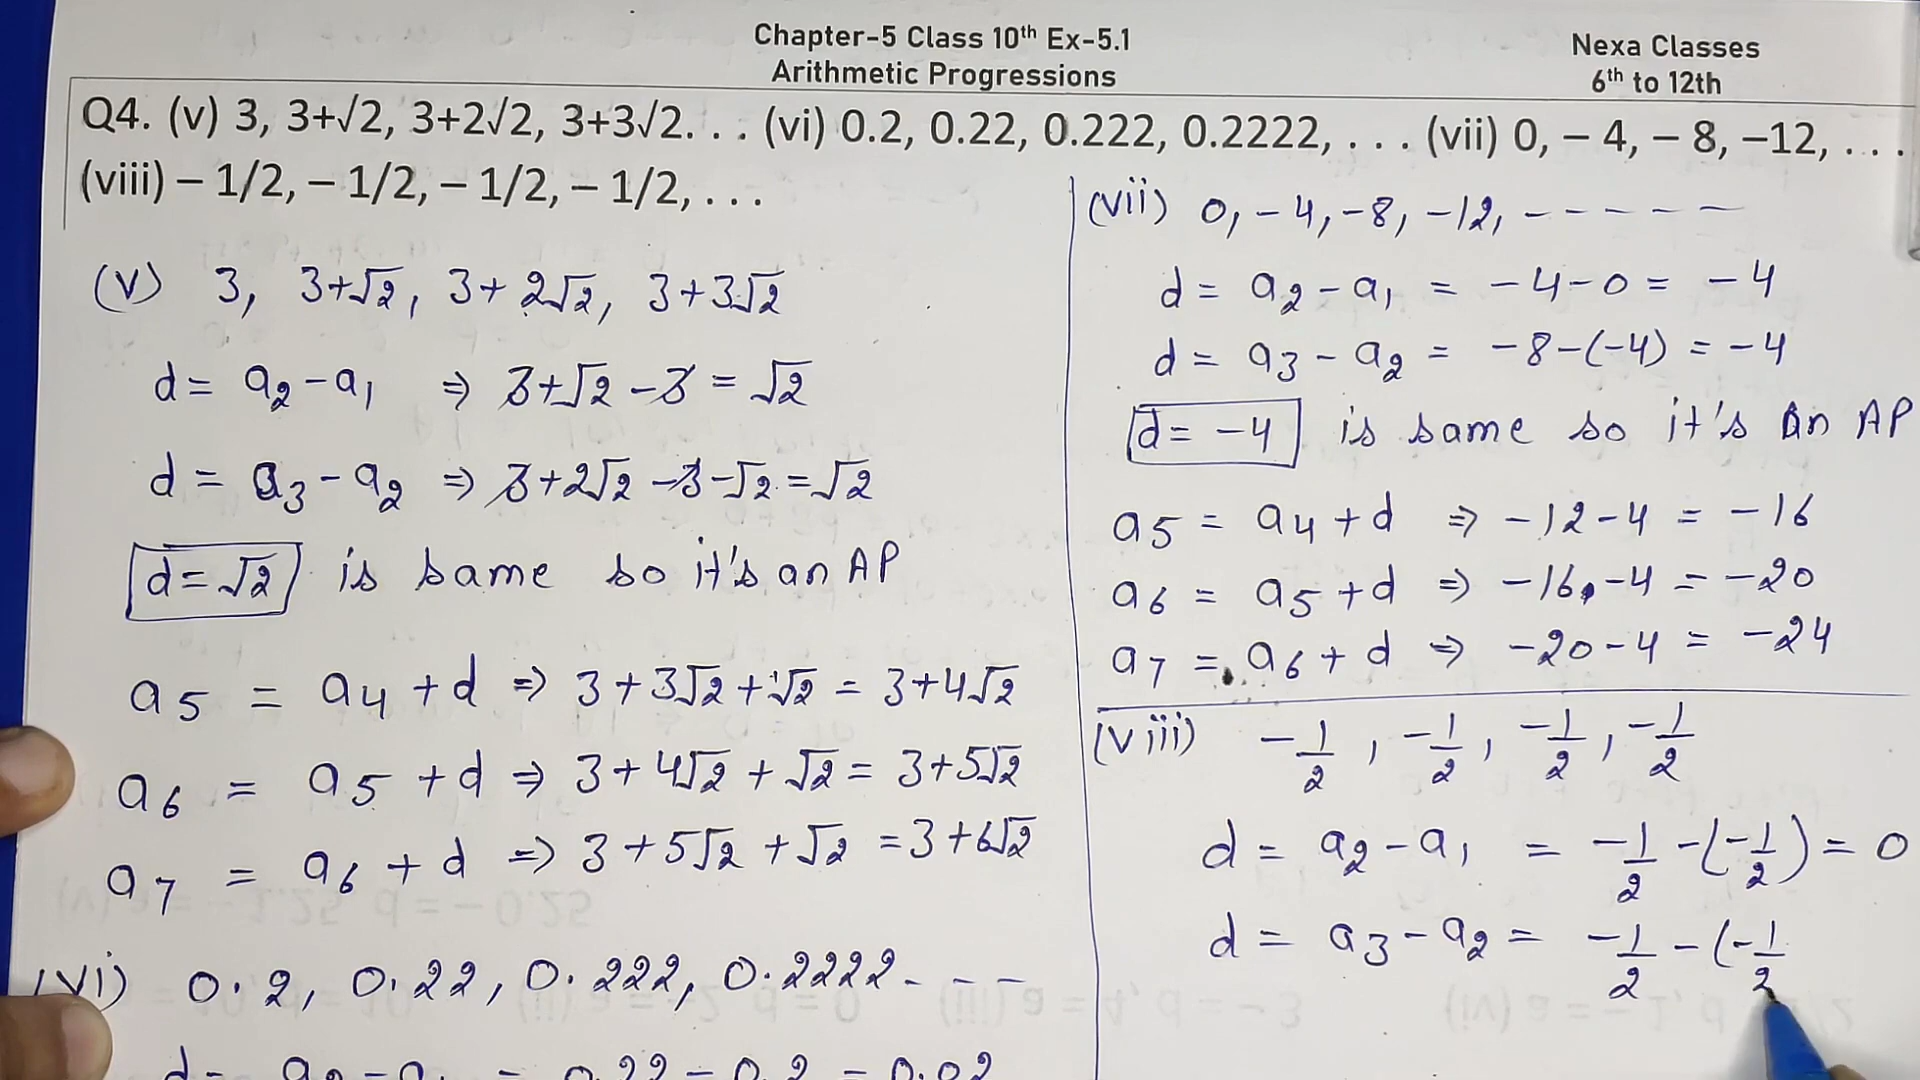 Chapter-5 Class 10th Ex-5.1
Arithmetic Progressions
Nexa Classes
6th to 12th
Q4. (v) 3, 3+√2, 3+2√2, 3+3√2. . . (vi) 0.2, 0.22, 0.222, 0.2222, . . . (vii) 0, – 4, – 8, –12, . . .
(viii) – 1/2, – 1/2, – 1/2, – 1/2, . . .
(v) 3, 3+√2, 3+2√2, 3+3√2
d = a2 - a1 ⇒ 3+√2 - 3 = √2
d = a3 - a2 ⇒ 3+2√2 - 3 - √2 = √2
d = √2 is same so it's an AP
a5 = a4 + d ⇒ 3+3√2+√2 = 3+4√2
a6 = a5 + d ⇒ 3+4√2+√2 = 3+5√2
a7 = a6 + d ⇒ 3+5√2+√2 = 3+6√2
(vi) 0.2, 0.22, 0.222, 0.2222 - - -
d = a2 - a1 = 0.22 - 0.2 = 0.02
(vii) 0, -4, -8, -12, - - - - - -
d = a2 - a1 = -4-0 = -4
d = a3 - a2 = -8-(-4) = -4
d = -4 is same so it's an AP
a5 = a4 + d ⇒ -12-4 = -16
a6 = a5 + d ⇒ -16-4 = -20
a7 = a6 + d ⇒ -20-4 = -24
(viii) -1/2, -1/2, -1/2, -1/2
d = a2 - a1 = -1/2 - (-1/2) = 0
d = a3 - a2 = -1/2 - (-1/2